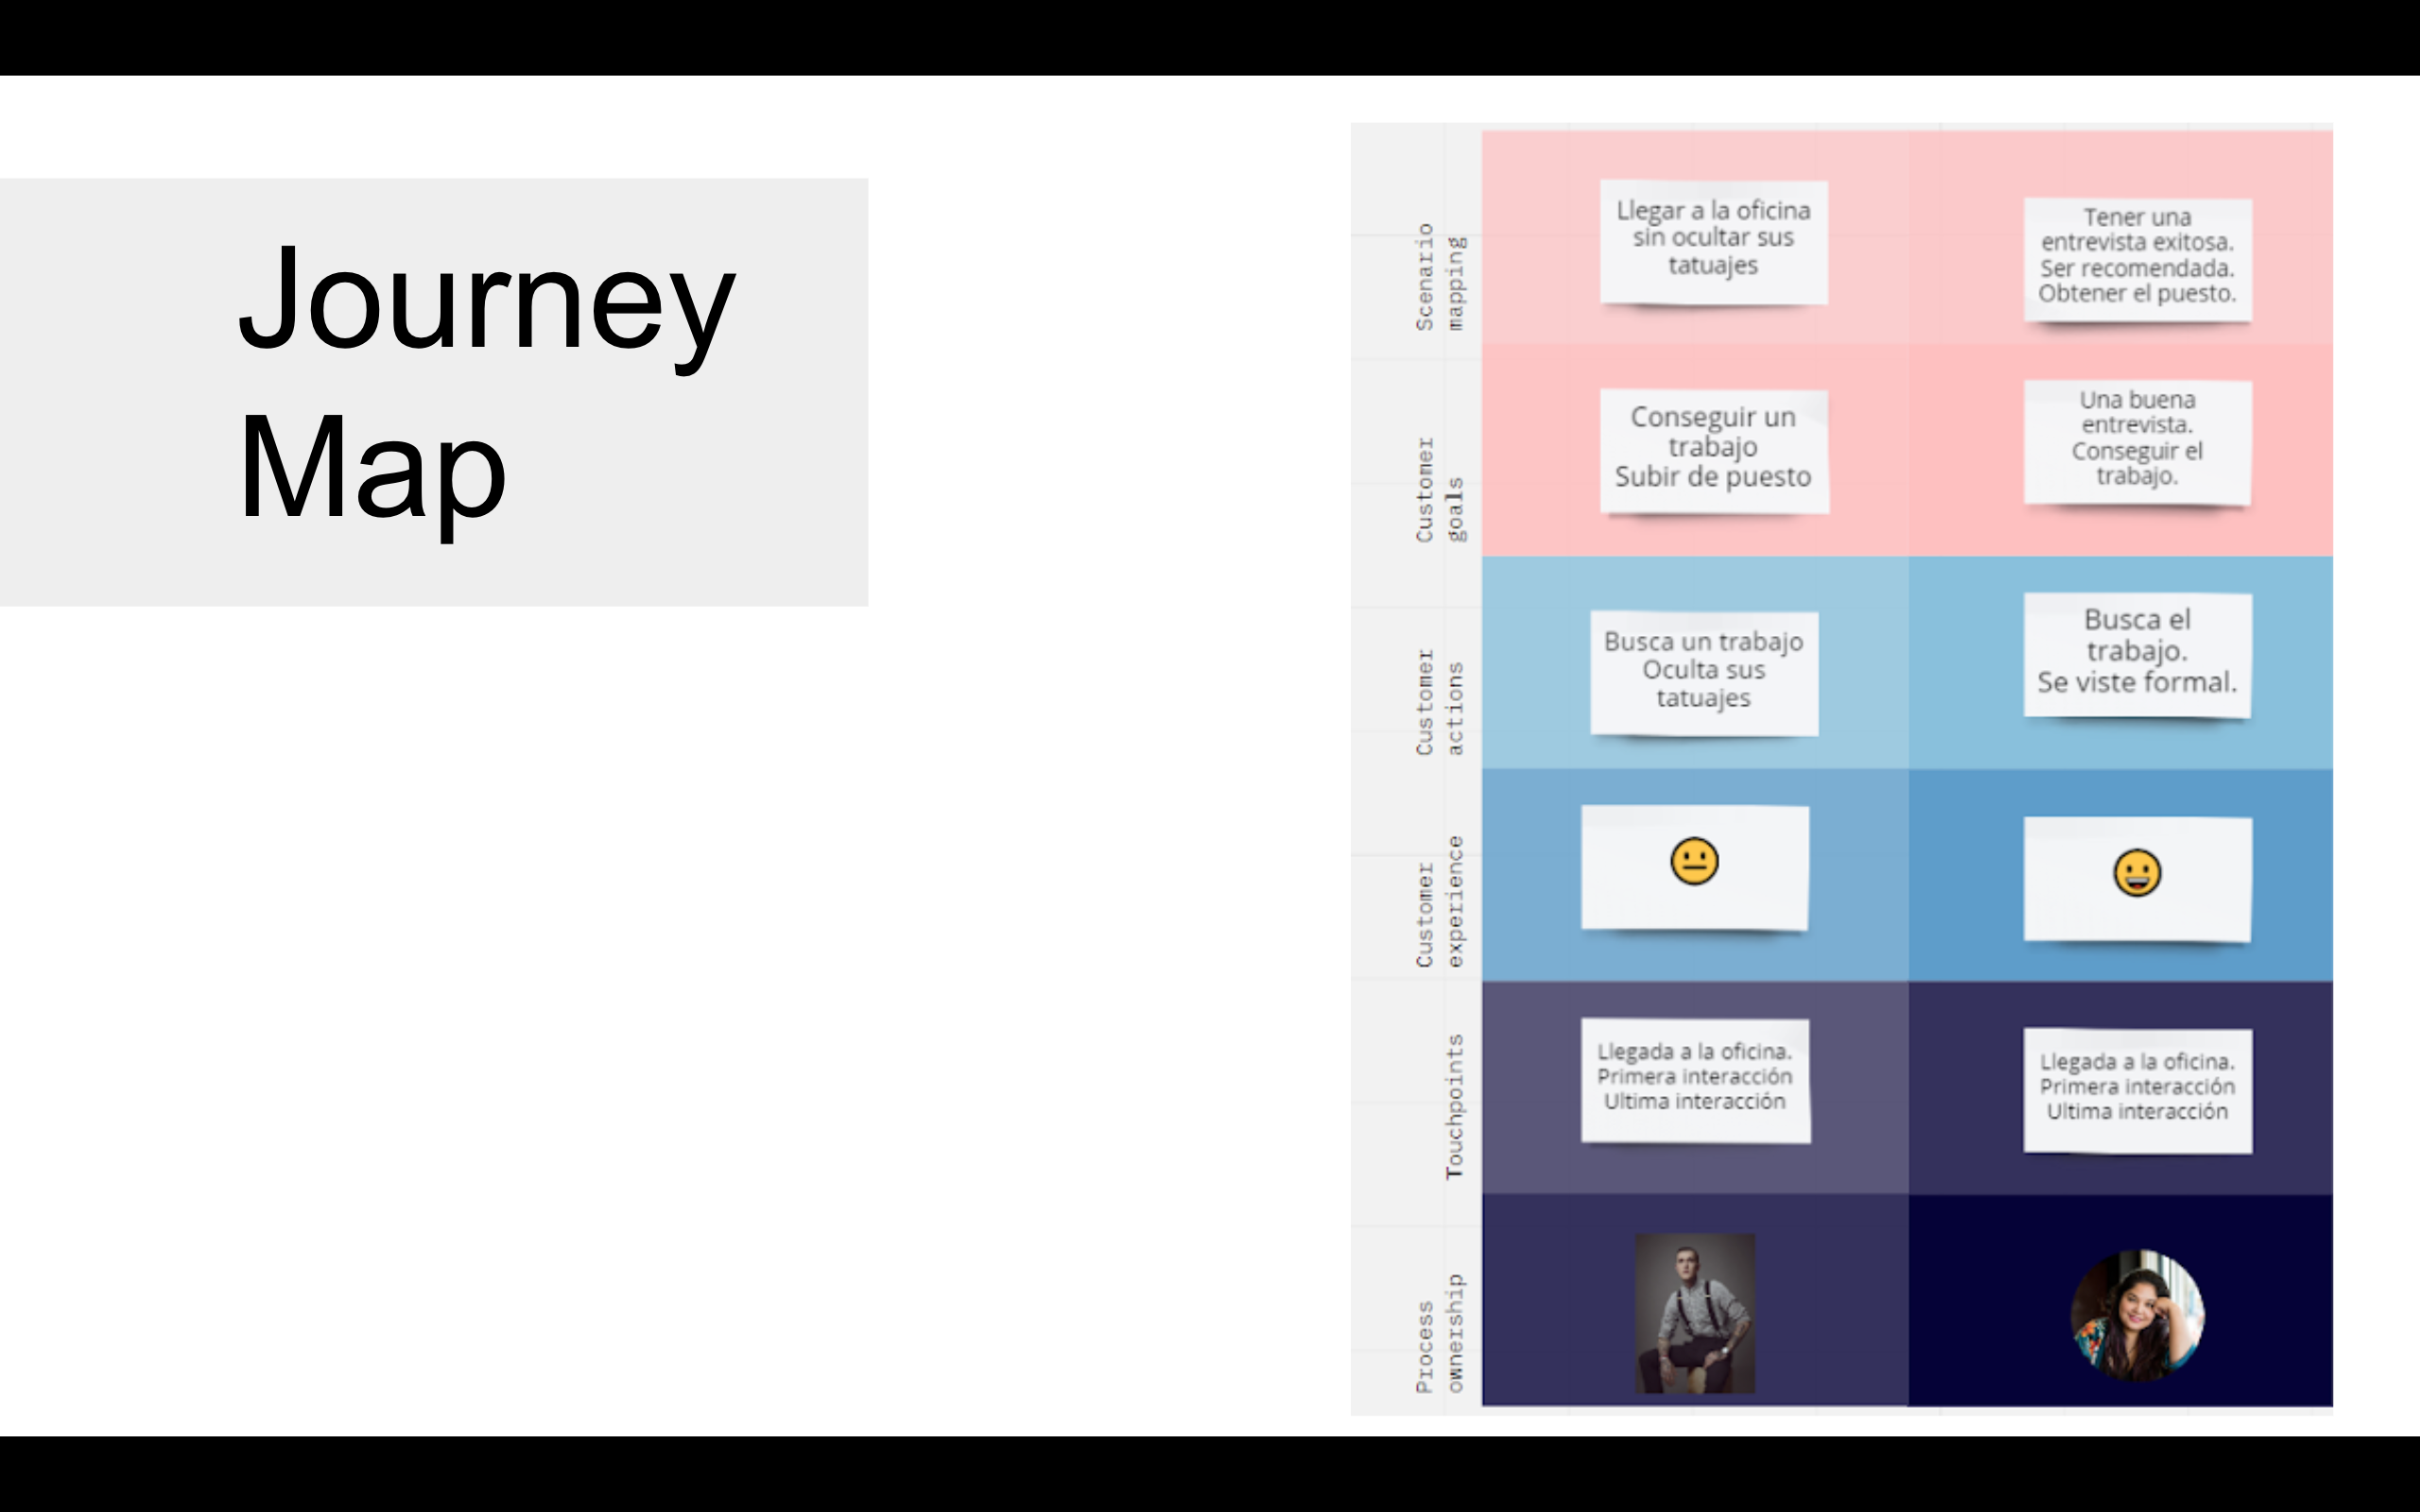 Journey
Map
Scenario
mapping
Llegar a la oficina
sin ocultar sus
tatuajes
Tener una
entrevista exitosa.
Ser recomendada.
Obtener el puesto.
Customer
goals
Conseguir un
trabajo
Subir de puesto
Una buena
entrevista.
Conseguir el
trabajo.
Customer
actions
Busca un trabajo
Oculta sus
tatuajes
Busca el
trabajo.
Se viste formal.
Customer
experience
Touchpoints
Llegada a la oficina.
Primera interacción
Ultima interacción
Llegada a la oficina.
Primera interacción
Ultima interacción
Process
ownership